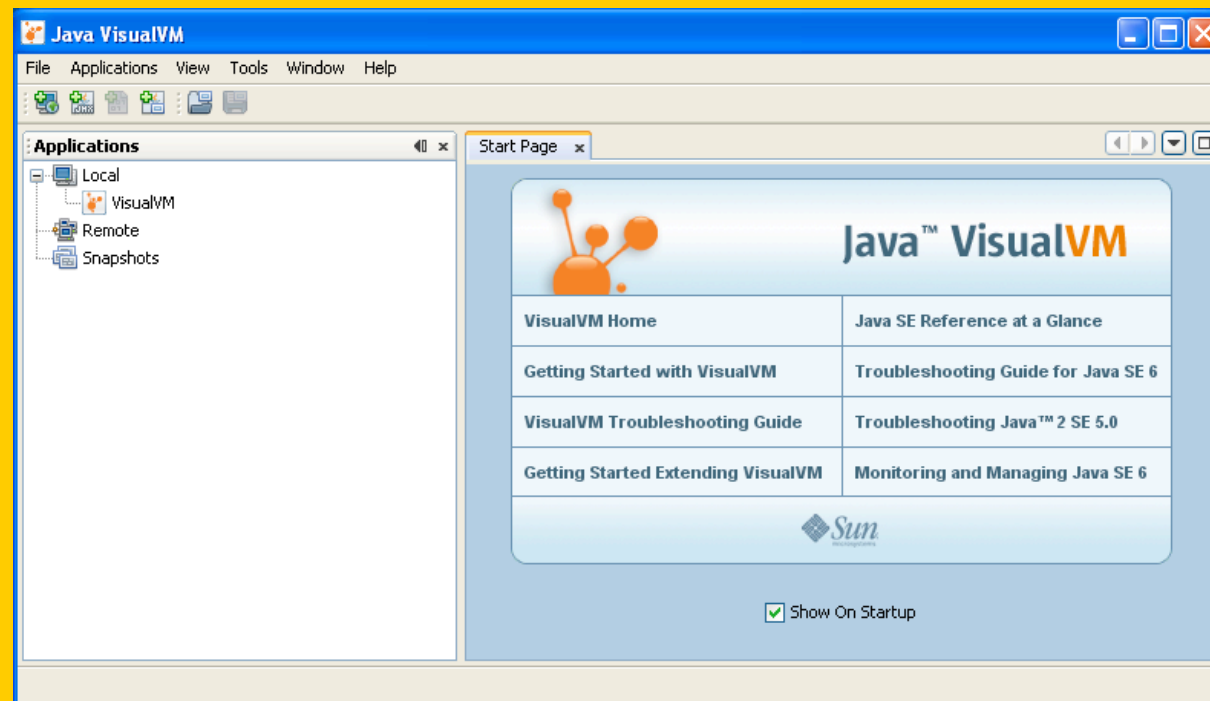 Java VisualVM
File Applications View Tools Window Help
Applications
Start Page
Local
VisualVM
Remote
Snapshots
Java™ VisualVM
VisualVM Home
Java SE Reference at a Glance
Getting Started with VisualVM
Troubleshooting Guide for Java SE 6
VisualVM Troubleshooting Guide
Troubleshooting Java™ 2 SE 5.0
Getting Started Extending VisualVM
Monitoring and Managing Java SE 6
Sun
microsystems
Show On Startup